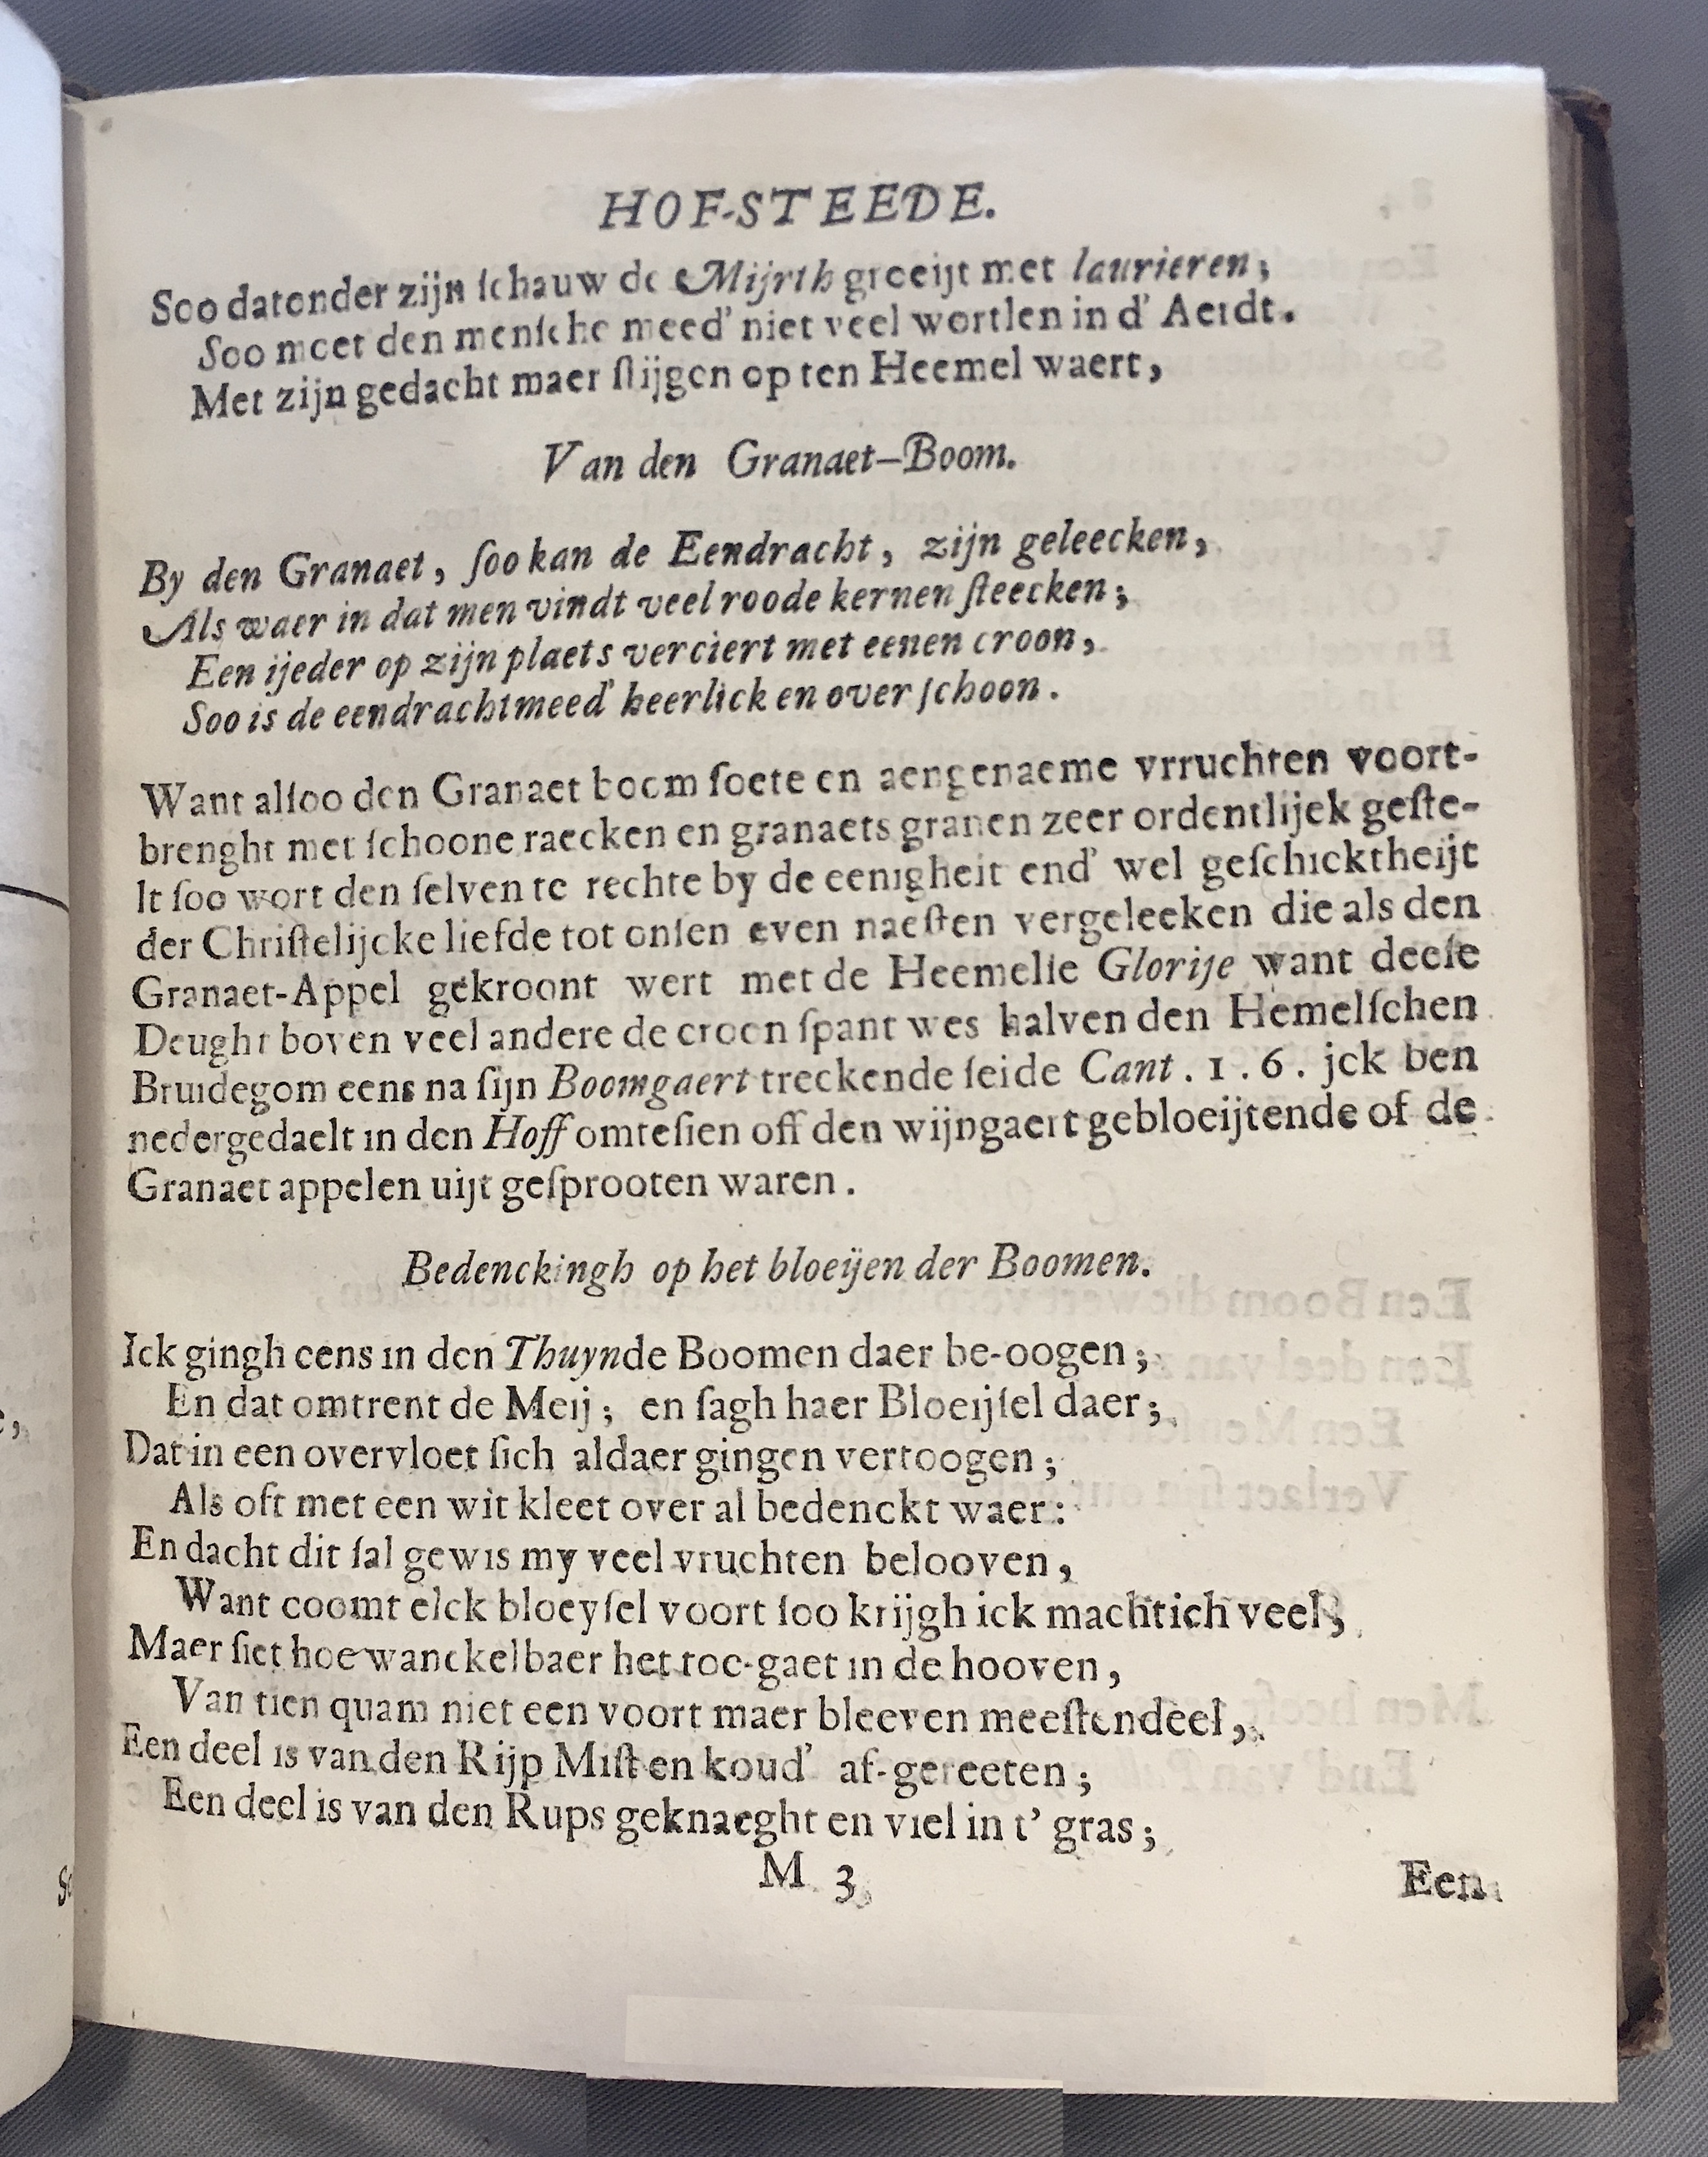 HOF-STEEDE.
Soo datonder zijn ſchauw de Mijrth groeijt met laurieren;
Soo moet den menſche meed' niet veel wortlen in d' Aerdt.
Met zijn gedacht maer ſtijgen op ten Heemel waert,
Van den Granaet-Boom.
By den Granaet, ſoo kan de Eendracht, zijn geleecken,
Als waer in dat men vindt veel roode kernen ſteecken;
Een ijeder op zijn plaets verciert met eenen croon,
Soo is de eendracht meed' heerlick en over ſchoon.
Want alſoo den Granaet boom ſoete en aengenaeme vrruchten voort-
brenght met ſchoone raecken en granaets granen zeer ordentlijek geſte-
lt ſoo wort den ſelven te rechte by de eenigheit end' wel geſchicktheijt
der Chriſtelijcke liefde tot onſen even naeſten vergeleeken die als den
Granaet-Appel gekroont wert met de Heemelſe Glorije want deeſe
Deught boven veel andere de croon ſpant wes halven den Hemelſchen
Bruidegom eens na ſijn Boomgaert treckende ſeide Cant. 1. 6. jck ben
nedergedaelt in den Hoff omteſien off den wijngaert gebloeijtende of de
Granaet appelen uijt geſprooten waren.
Bedenckingh op het bloeijen der Boomen.
Ick gingh eens in den Thuynde Boomen daer be-oogen;
En dat omtrent de Meij; en ſagh haer Bloeijſel daer;
Dat in een overvloet ſich aldaer gingen vertoogen;
Als oft met een wit kleet over al bedenckt waer:
En dacht dit ſal gewis my veel vruchten belooven,
Want coomt elck bloeyſel voort ſoo krijgh ick machtich veel,
Maer ſiet hoe wanckelbaer het toe-gaet in de hooven,
Van tien quam niet een voort maer bleeven meeſtendeel,
Een deel is van den Rijp Miſt en koud' af-gereeten;
Een deel is van den Rups geknaeght en viel in t' gras;
M 3
Een